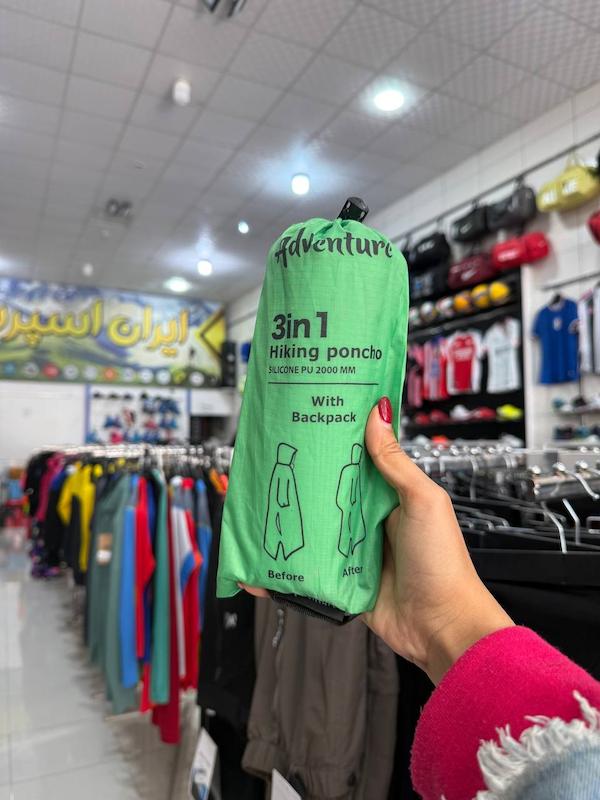 Adventure
3in1
Hiking poncho
SILICONE PU 2000 MM
With
Backpack
Before
After
ایران اسپرت